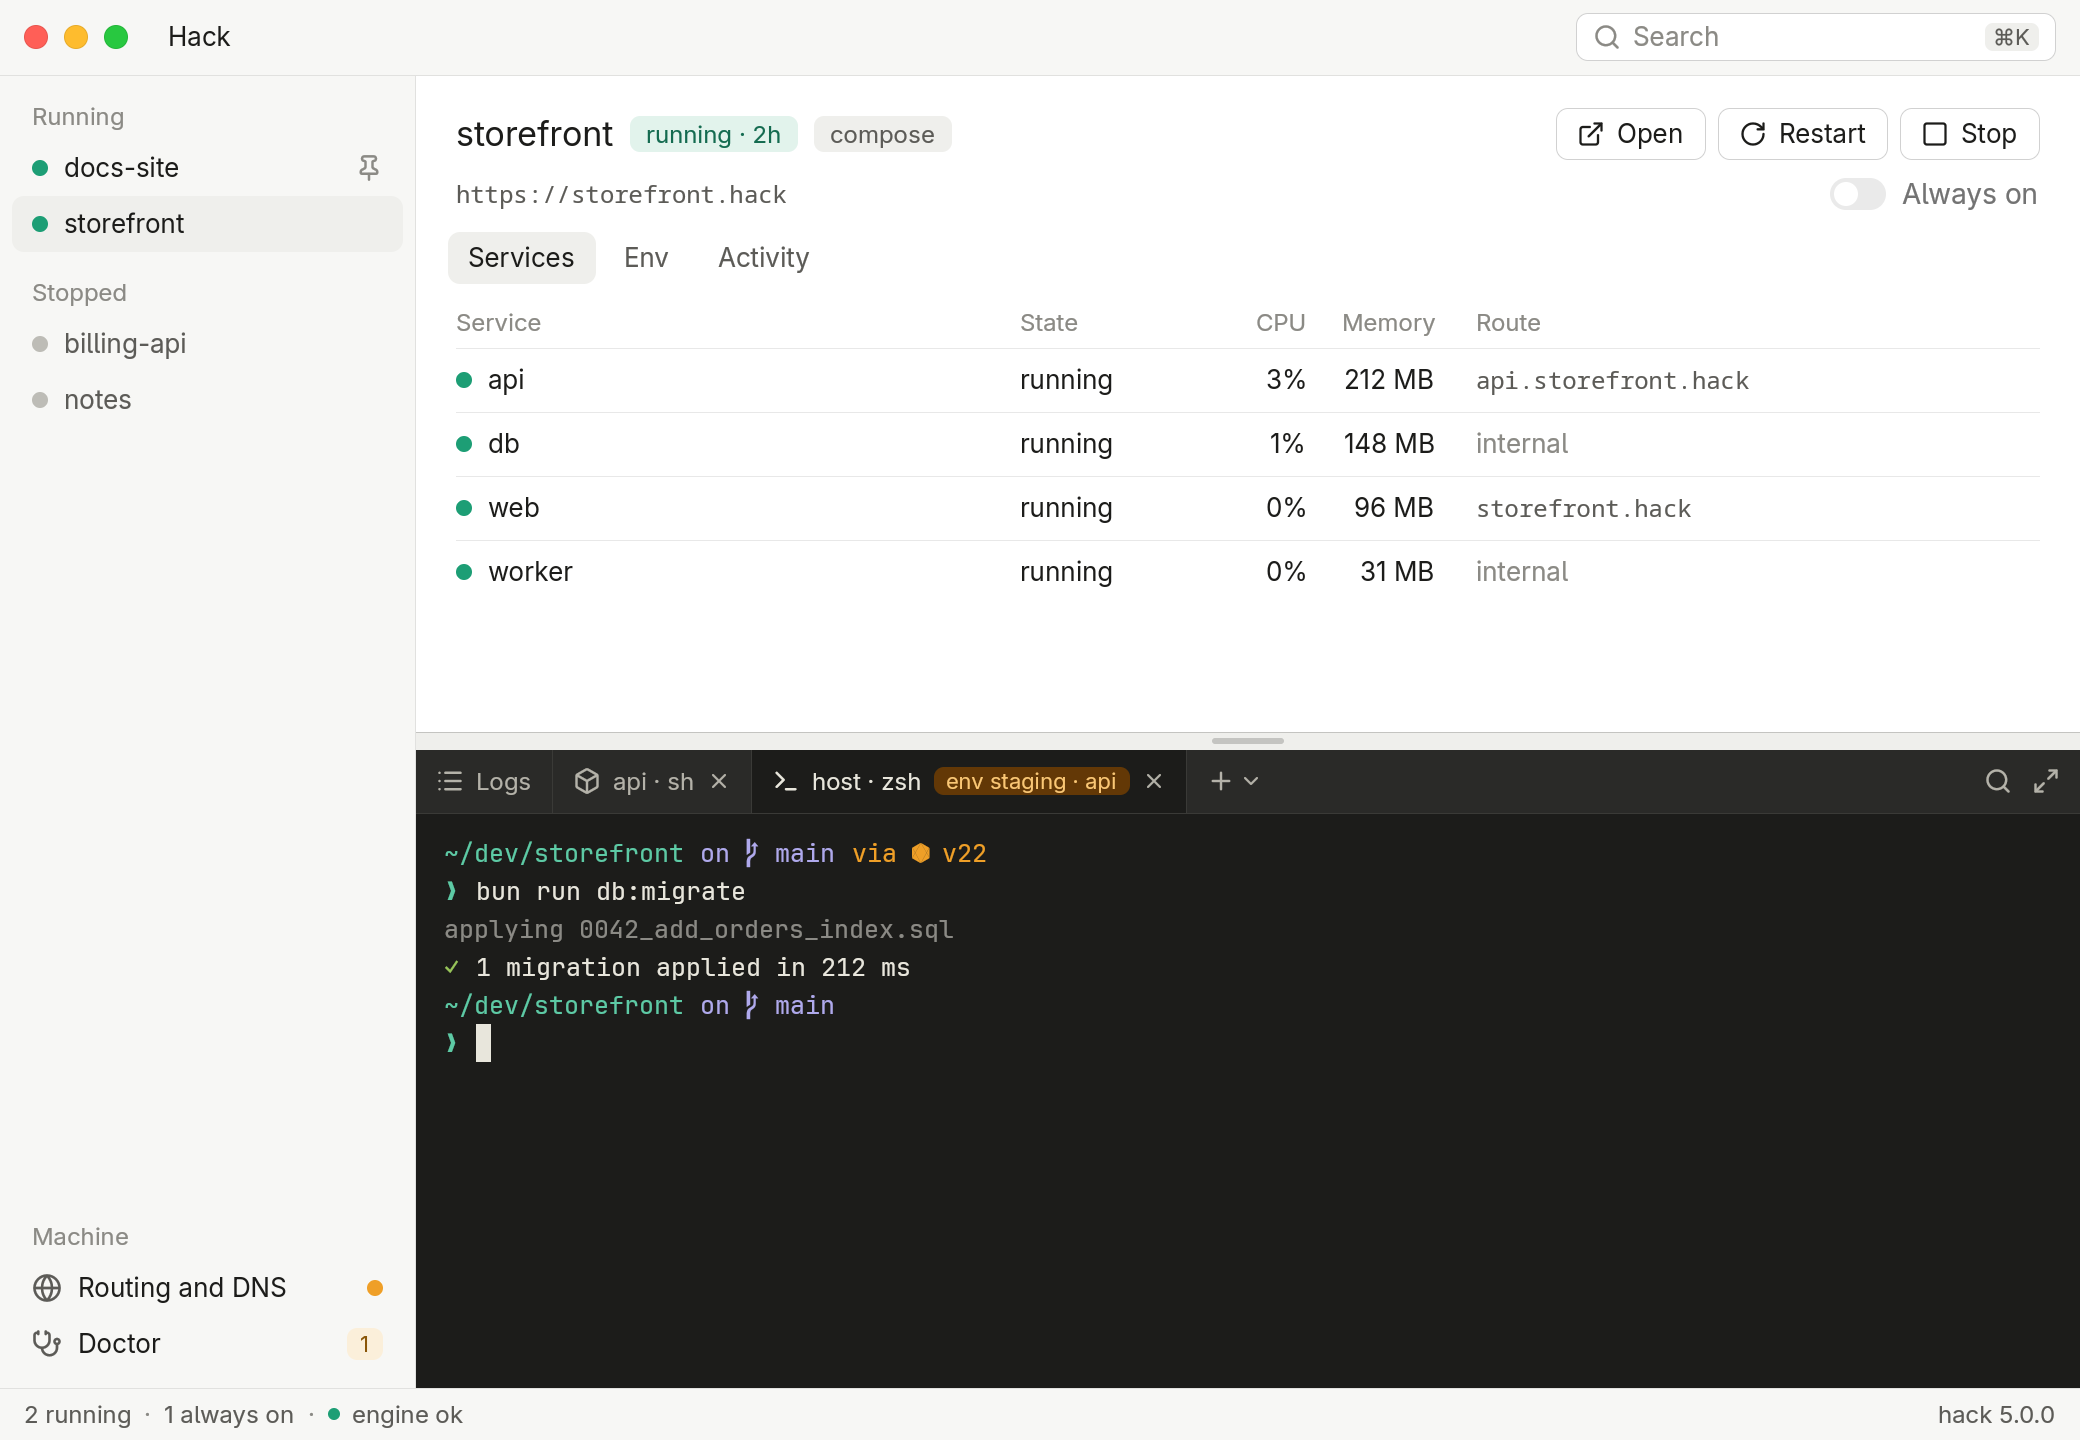 Hack
Search ⌘K
Running
docs-site
storefront
Stopped
billing-api
notes
Machine
Routing and DNS
Doctor 1
storefront running · 2h compose
Open Restart Stop
https://storefront.hack
Always on
Services Env Activity
Service State CPU Memory Route
api running 3% 212 MB api.storefront.hack
db running 1% 148 MB internal
web running 0% 96 MB storefront.hack
worker running 0% 31 MB internal
Logs api · sh host · zsh env staging · api
~/dev/storefront on main via ⬢ v22
❯ bun run db:migrate
applying 0042_add_orders_index.sql
✓ 1 migration applied in 212 ms
~/dev/storefront on main
❯
2 running · 1 always on · engine ok
hack 5.0.0